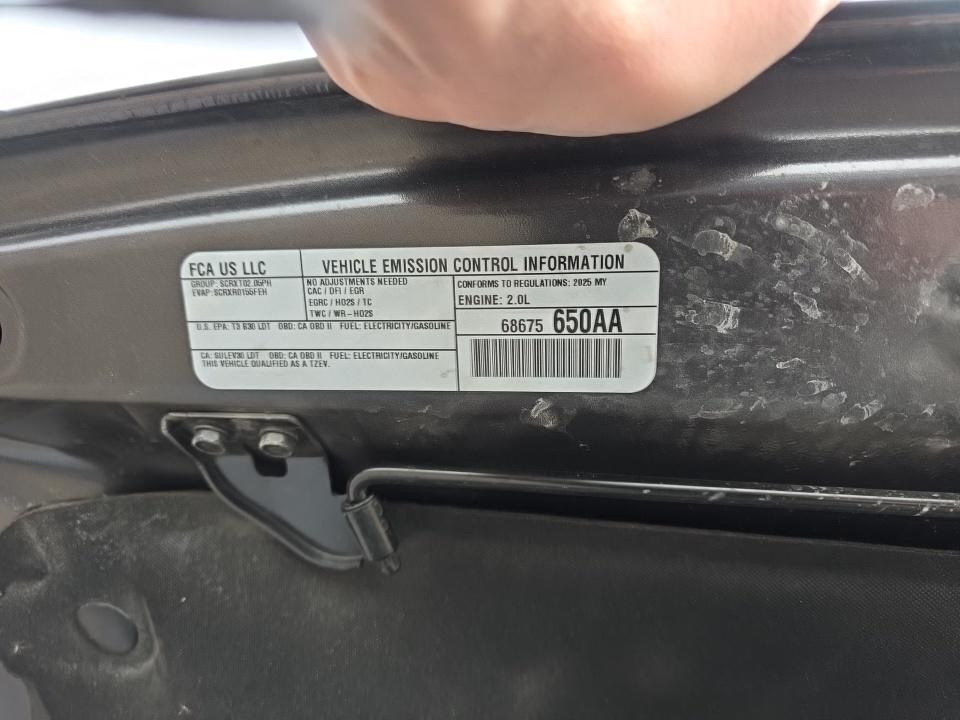 FCA US LLC
VEHICLE EMISSION CONTROL INFORMATION
GROUP: SCRXT02.05PH
EVAP: SCRXR0155FEH
NO ADJUSTMENTS NEEDED
CAC / DFI / EGR
EGRC / HO2S / 1C
TWC / WR-HO2S
CONFORMS TO REGULATIONS: 2025 MY
ENGINE: 2.0L
68675 650AA
U.S. EPA: T3 B30 LDT OBD: CA OBD II FUEL: ELECTRICITY/GASOLINE
CA: SULEV30 LDT OBD: CA OBD II FUEL: ELECTRICITY/GASOLINE
THIS VEHICLE QUALIFIED AS A TZEV.